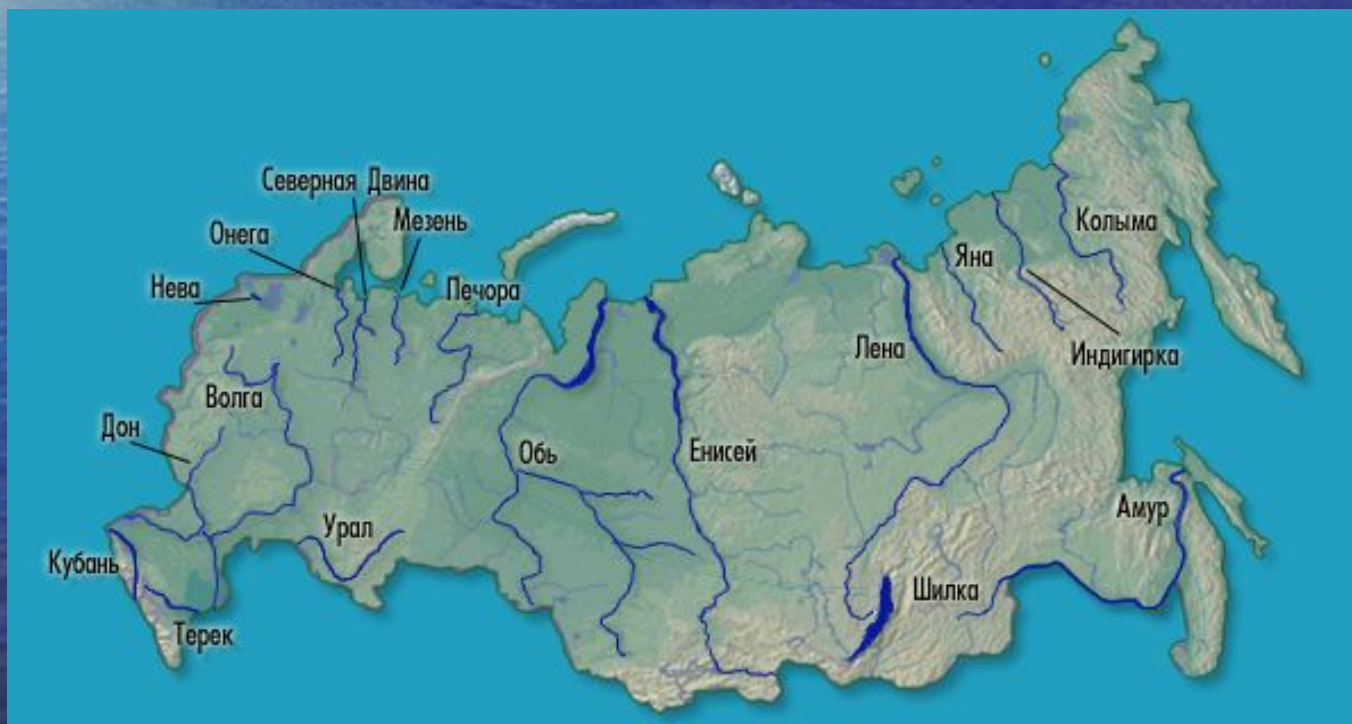 Северная Двина
Мезень
Онега
Нева
Печора
Волга
Дон
Кубань
Терек
Урал
Обь
Енисей
Лена
Яна
Колыма
Индигирка
Амур
Шилка